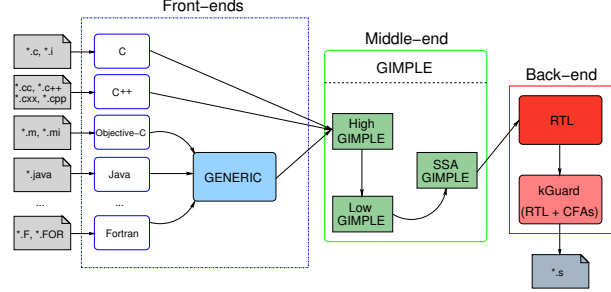 Front-ends
Middle-end
Back-end
*.c, *.i
C
*.cc, *.c++
*.cxx, *.cpp
C++
*.m, *.mi
Objective-C
*.java
Java
...
...
*.F, *.FOR
Fortran
GENERIC
GIMPLE
High
GIMPLE
Low
GIMPLE
SSA
GIMPLE
RTL
kGuard
(RTL + CFAs)
*.s